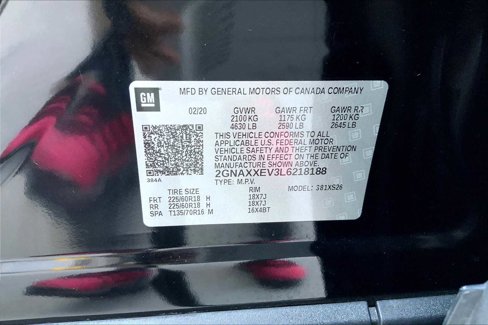 GM
MFD BY GENERAL MOTORS OF CANADA COMPANY
02/20 GVWR GAWR FRT GAWR RR
2100 KG 1175 KG 1200 KG
4630 LB 2590 LB 2645 LB
THIS VEHICLE CONFORMS TO ALL
APPLICABLE U.S. FEDERAL MOTOR
VEHICLE SAFETY AND THEFT PREVENTION
STANDARDS IN EFFECT ON THE DATE OF
MANUFACTURE SHOWN ABOVE.
384A 2GNAXXEV3L6218188
TYPE: M.P.V. MODEL: 381XS26
TIRE SIZE RIM
FRT 225/60R18 H 18X7J
RR 225/60R18 H 18X7J
SPA T135/70R16 M 16X4BT